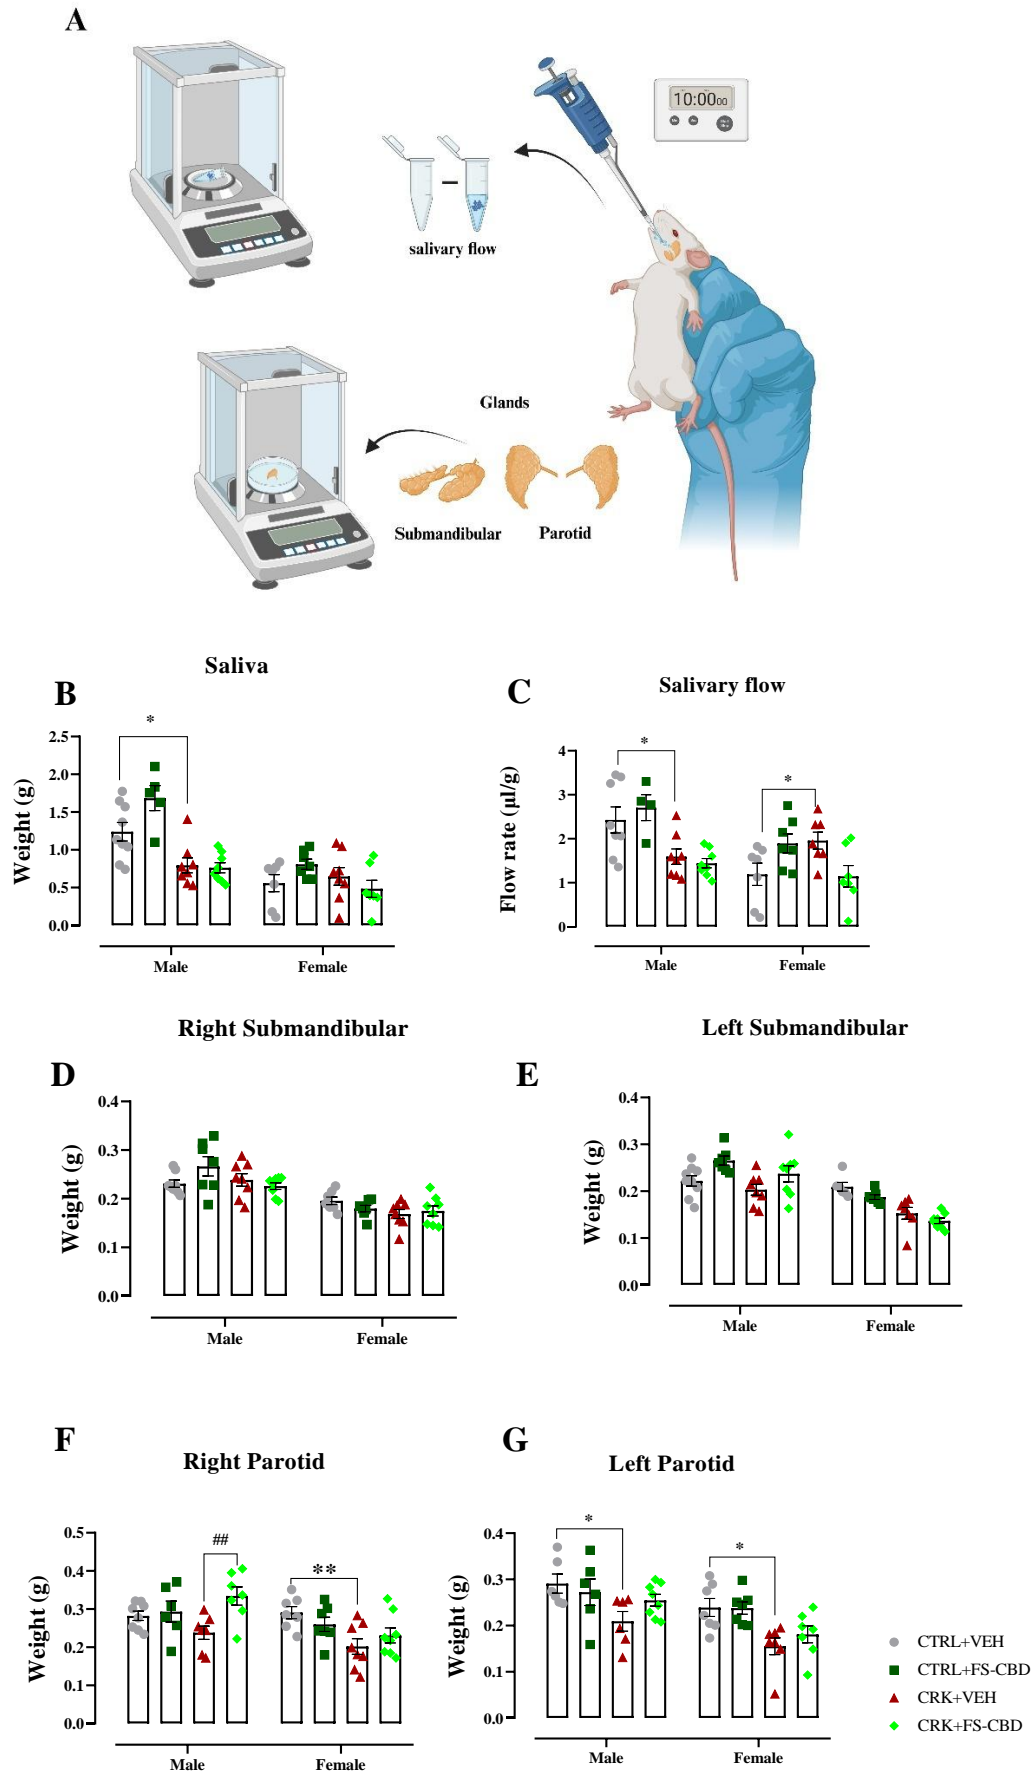 A
10:00 00
salivary flow
Glands
Submandibular
Parotid
B
Saliva
Weight (g)
2.5
2.0
1.5
1.0
0.5
0.0
*
Male
Female
C
Salivary flow
Flow rate (µl/g)
4
3
2
1
0
*
*
Male
Female
D
Right Submandibular
Weight (g)
0.4
0.3
0.2
0.1
0.0
Male
Female
E
Left Submandibular
Weight (g)
0.4
0.3
0.2
0.1
0.0
Male
Female
F
Right Parotid
Weight (g)
0.5
0.4
0.3
0.2
0.1
0.0
##
**
Male
Female
G
Left Parotid
Weight (g)
0.4
0.3
0.2
0.1
0.0
*
*
Male
Female
CTRL+VEH
CTRL+FS-CBD
CRK+VEH
CRK+FS-CBD